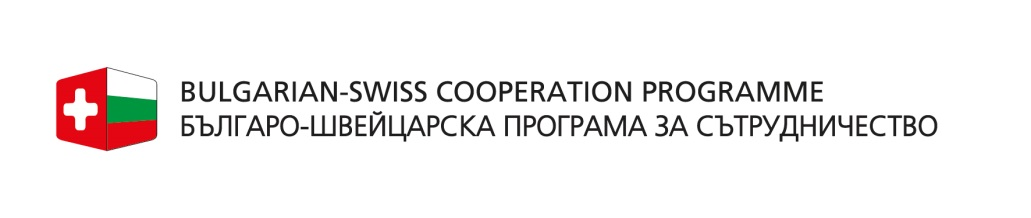 BULGARIAN-SWISS COOPERATION PROGRAMME
БЪЛГАРО-ШВЕЙЦАРСКА ПРОГРАМА ЗА СЪТРУДНИЧЕСТВО